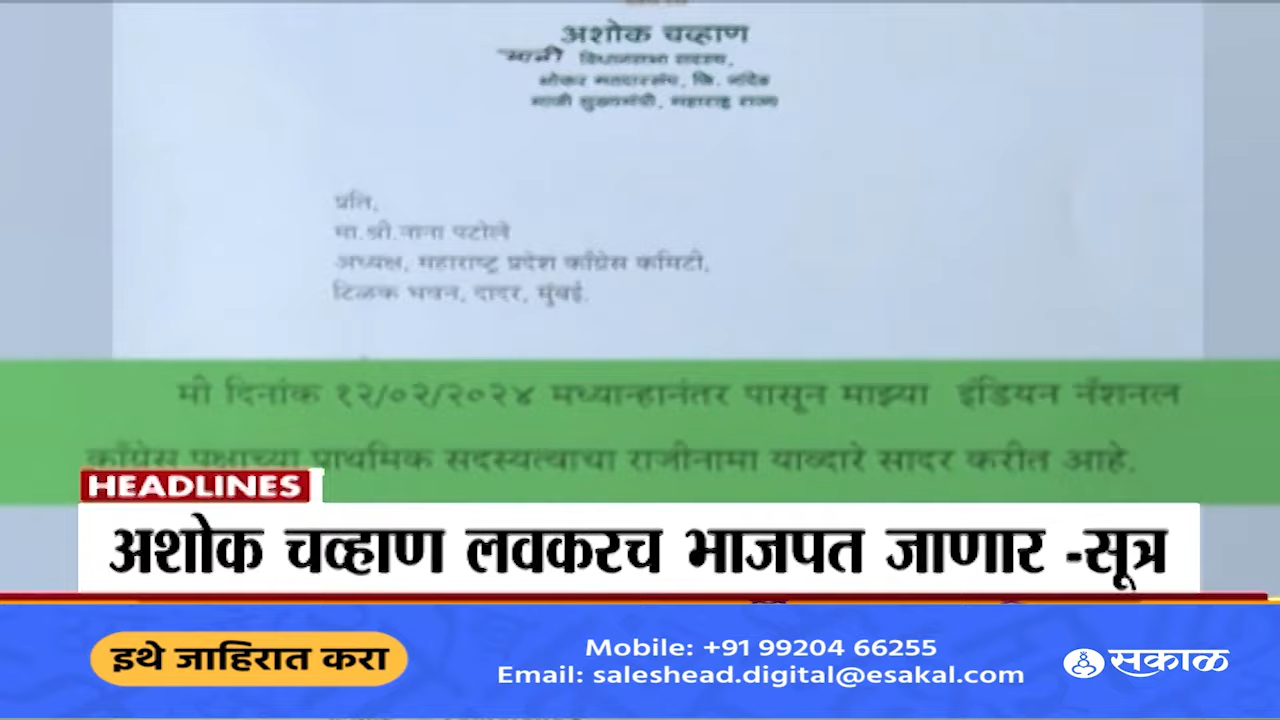 अशोक चव्हाण
माजी विधानसभा सदस्य,
भोकर मतदारसंघ, जि. नांदेड
माजी मुख्यमंत्री, महाराष्ट्र राज्य
प्रति,
मा.श्री.नाना पटोले
अध्यक्ष, महाराष्ट्र प्रदेश काँग्रेस कमिटी,
टिळक भवन, दादर, मुंबई.
मी दिनांक १२/०२/२०२४ मध्यान्हानंतर पासून माझ्या इंडियन नॅशनल
काँग्रेस पक्षाच्या प्राथमिक सदस्यत्वाचा राजीनामा याव्दारे सादर करीत आहे.
HEADLINES
अशोक चव्हाण लवकरच भाजपत जाणार -सूत्र
इथे जाहिरात करा
Mobile: +91 99204 66255
Email: saleshead.digital@esakal.com
सकाळ